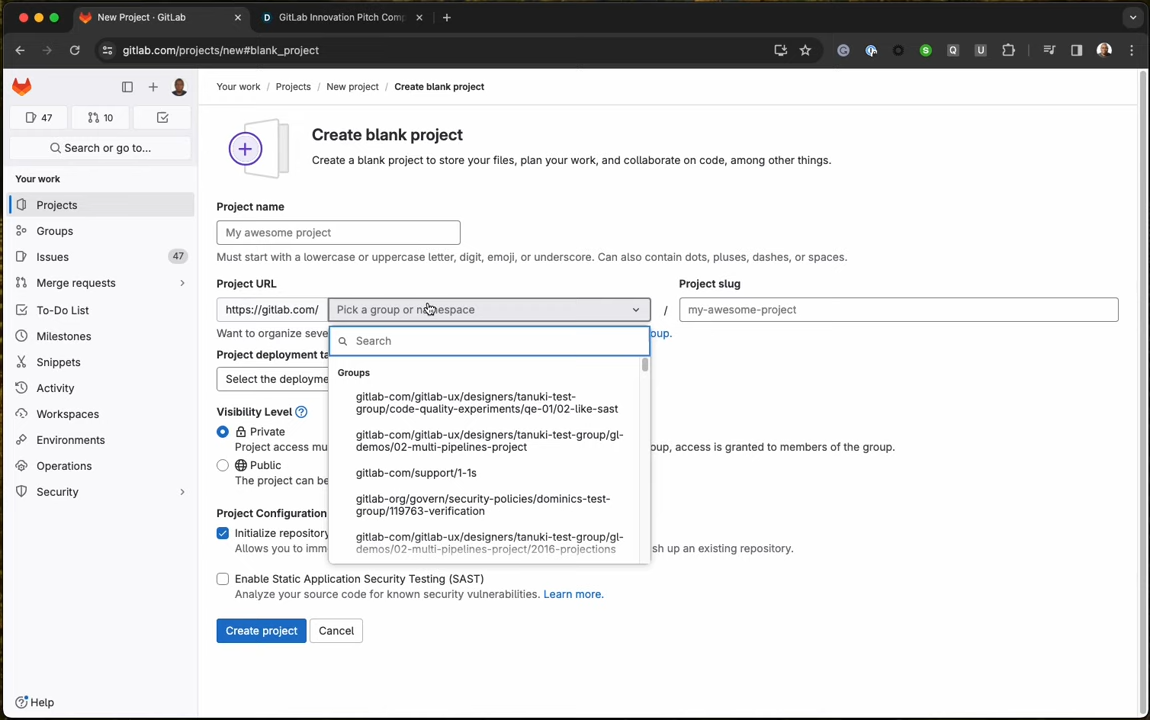 New Project · GitLab
GitLab Innovation Pitch Comp
gitlab.com/projects/new#blank_project
S
Q
U
D
47
10
Search or go to...
Your work
Projects
Groups
Issues
47
Merge requests
To-Do List
Milestones
Snippets
Activity
Workspaces
Environments
Operations
Security
Help
Your work / Projects / New project / Create blank project
Create blank project
Create a blank project to store your files, plan your work, and collaborate on code, among other things.
Project name
My awesome project
Must start with a lowercase or uppercase letter, digit, emoji, or underscore. Can also contain dots, pluses, dashes, or spaces.
Project URL
Project slug
https://gitlab.com/
Pick a group or namespace
/
my-awesome-project
Want to organize seve
oup.
Search
Project deployment ta
Groups
Select the deployme
gitlab-com/gitlab-ux/designers/tanuki-test-
group/code-quality-experiments/qe-01/02-like-sast
Visibility Level
Private
gitlab-com/gitlab-ux/designers/tanuki-test-group/gl-
demos/02-multi-pipelines-project
Project access mu
oup, access is granted to members of the group.
Public
gitlab-com/support/1-1s
The project can be
gitlab-org/govern/security-policies/dominics-test-
group/119763-verification
Project Configuration
Initialize repository
gitlab-com/gitlab-ux/designers/tanuki-test-group/gl-
demos/02-multi-pipelines-project/2016-projections
Allows you to imm
sh up an existing repository.
Enable Static Application Security Testing (SAST)
Analyze your source code for known security vulnerabilities. Learn more.
Create project
Cancel